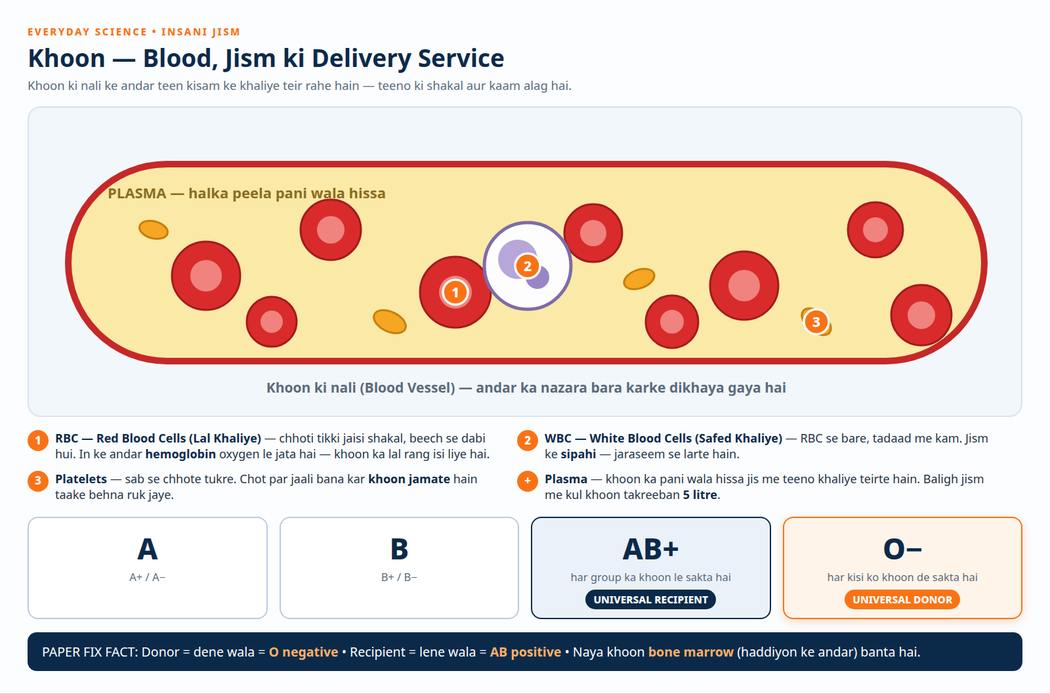 EVERYDAY SCIENCE • INSANI JISM
Khoon — Blood, Jism ki Delivery Service
Khoon ki nali ke andar teen kisam ke khaliye teir rahe hain — teeno ki shakal aur kaam alag hai.
PLASMA — halka peela pani wala hissa
2
1
3
Khoon ki nali (Blood Vessel) — andar ka nazara bara karke dikhaya gaya hai
1 RBC — Red Blood Cells (Lal Khaliye) — chhoti tikki jaisi shakal, beech se dabi
hui. In ke andar hemoglobin oxygen le jata hai — khoon ka lal rang isi liye hai.
2 WBC — White Blood Cells (Safed Khaliye) — RBC se bare, tadaad me kam. Jism
ke sipahi — jaraseem se larte hain.
3 Platelets — sab se chhote tukre. Chot par jaali bana kar khoon jamate hain
taake behna ruk jaye.
+ Plasma — khoon ka pani wala hissa jis me teeno khaliye teirte hain. Baligh jism
me kul khoon takreeban 5 litre.
A
A+ / A−
B
B+ / B−
AB+
har group ka khoon le sakta hai
UNIVERSAL RECIPIENT
O−
har kisi ko khoon de sakta hai
UNIVERSAL DONOR
PAPER FIX FACT: Donor = dene wala = O negative • Recipient = lene wala = AB positive • Naya khoon bone marrow (haddiyon ke andar) banta hai.